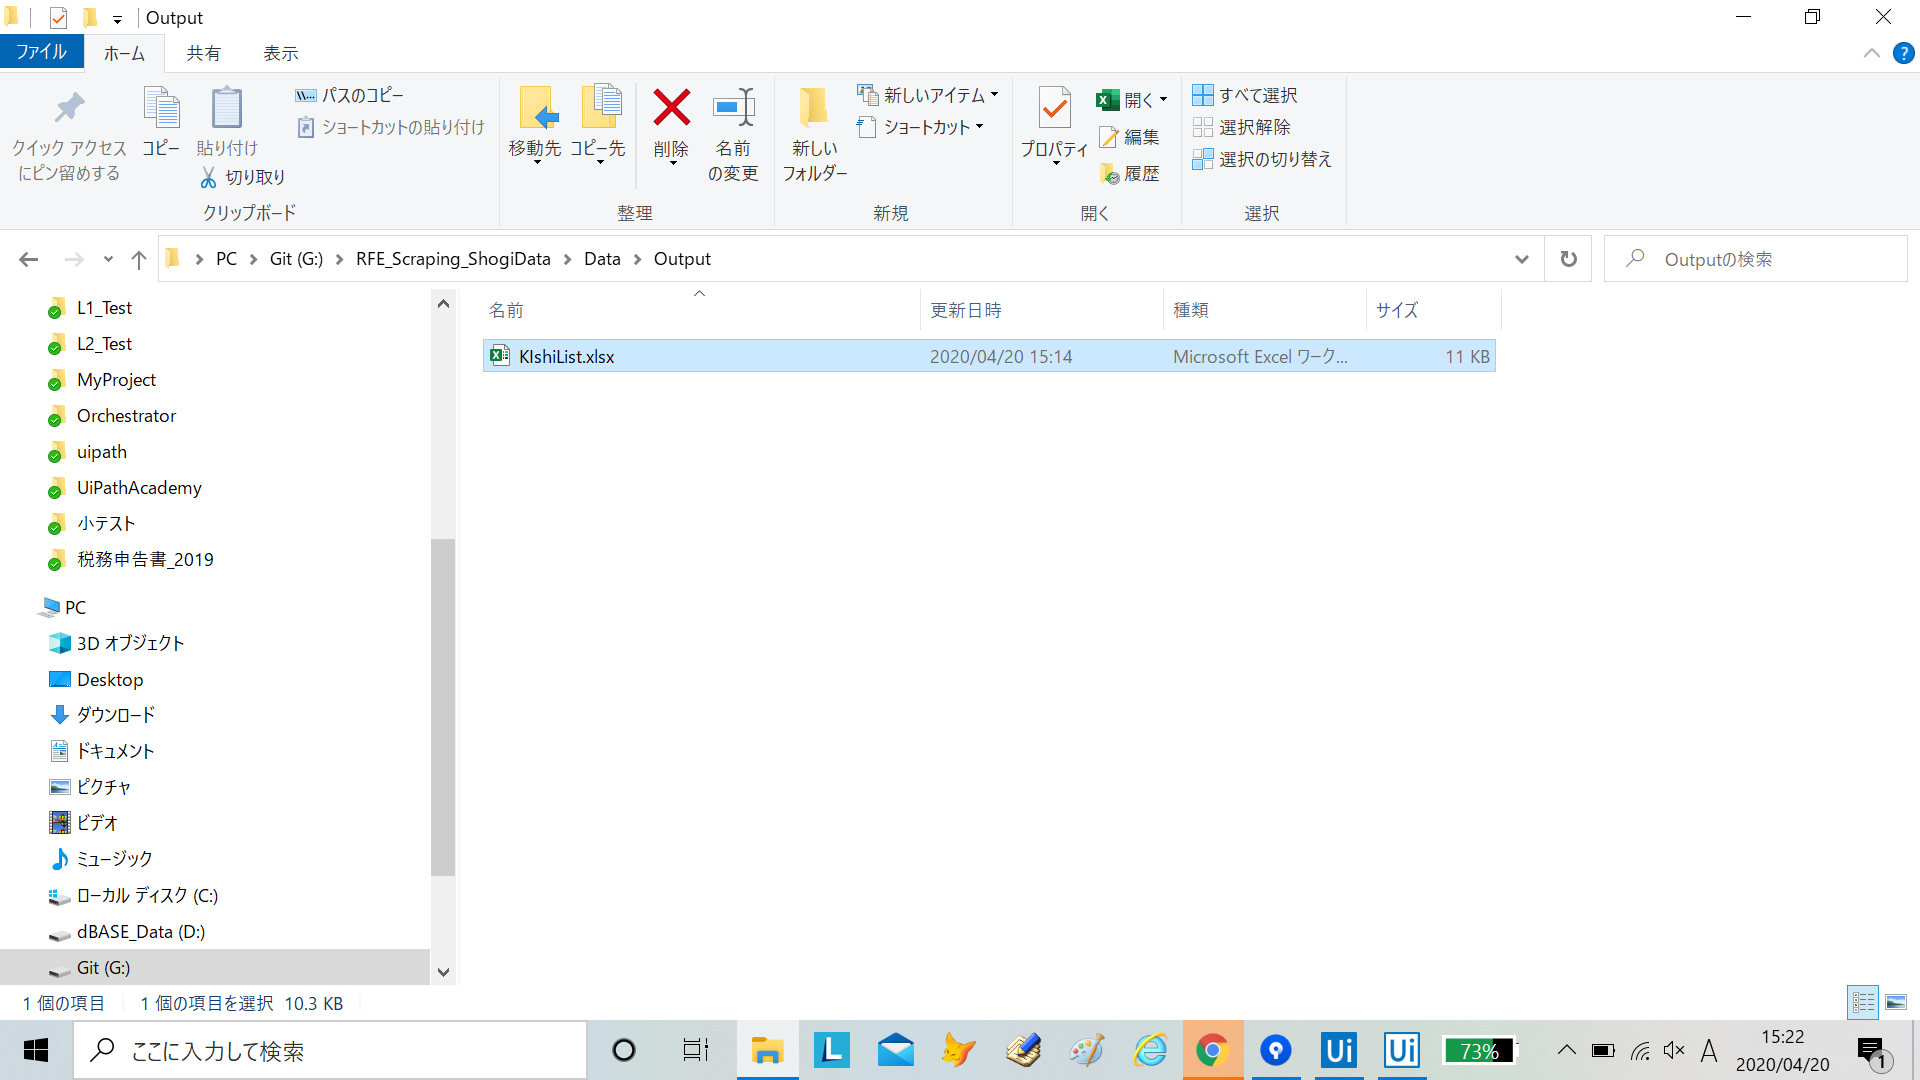 Output
ファイル ホーム 共有 表示
クイック アクセス
にピン留めする
コピー
貼り付け
パスのコピー
ショートカットの貼り付け
切り取り
クリップボード
移動先 コピー先
削除
名前
の変更
整理
新しい
フォルダー
新しいアイテム
ショートカット
新規
プロパティ
開く
編集
履歴
開く
すべて選択
選択解除
選択の切り替え
選択
PC Git (G:) RFE_Scraping_ShogiData Data Output
Outputの検索
名前 更新日時 種類 サイズ
KIshiList.xlsx 2020/04/20 15:14 Microsoft Excel ワーク... 11 KB
L1_Test
L2_Test
MyProject
Orchestrator
uipath
UiPathAcademy
小テスト
税務申告書_2019
PC
3D オブジェクト
Desktop
ダウンロード
ドキュメント
ピクチャ
ビデオ
ミュージック
ローカル ディスク (C:)
dBASE_Data (D:)
Git (G:)
1 個の項目 1 個の項目を選択 10.3 KB
ここに入力して検索
L
Ui
Ui
73%
A
15:22
2020/04/20
1